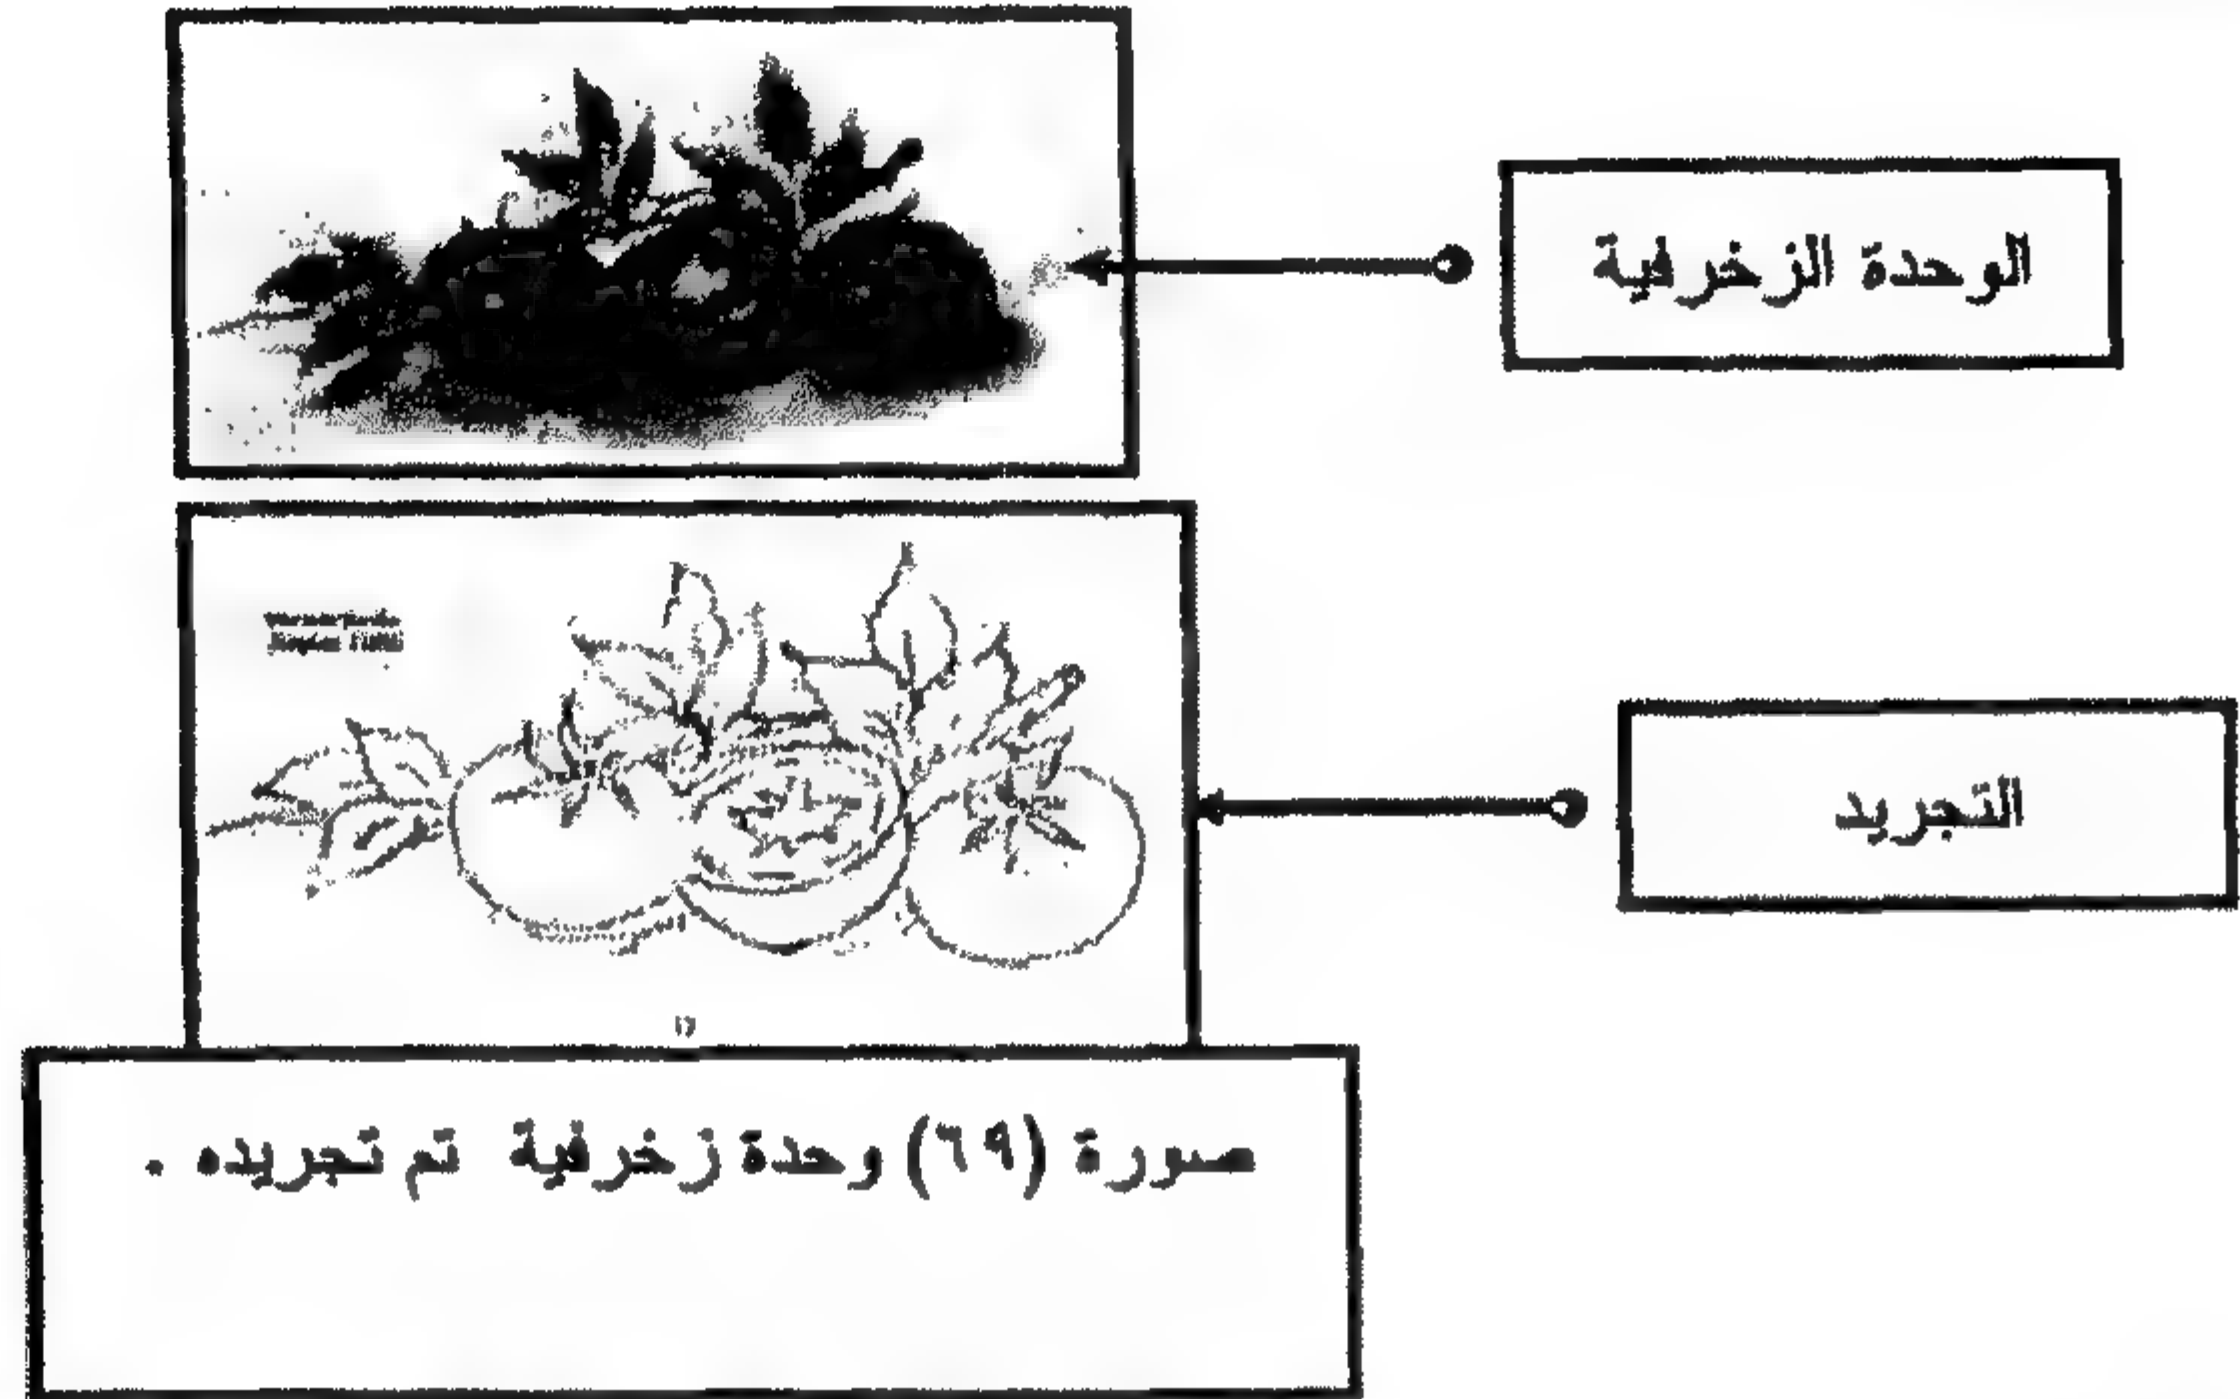 الوحدة الزخرفية
التجريد
صورة (٦٩) وحدة زخرفية تم تجريده .